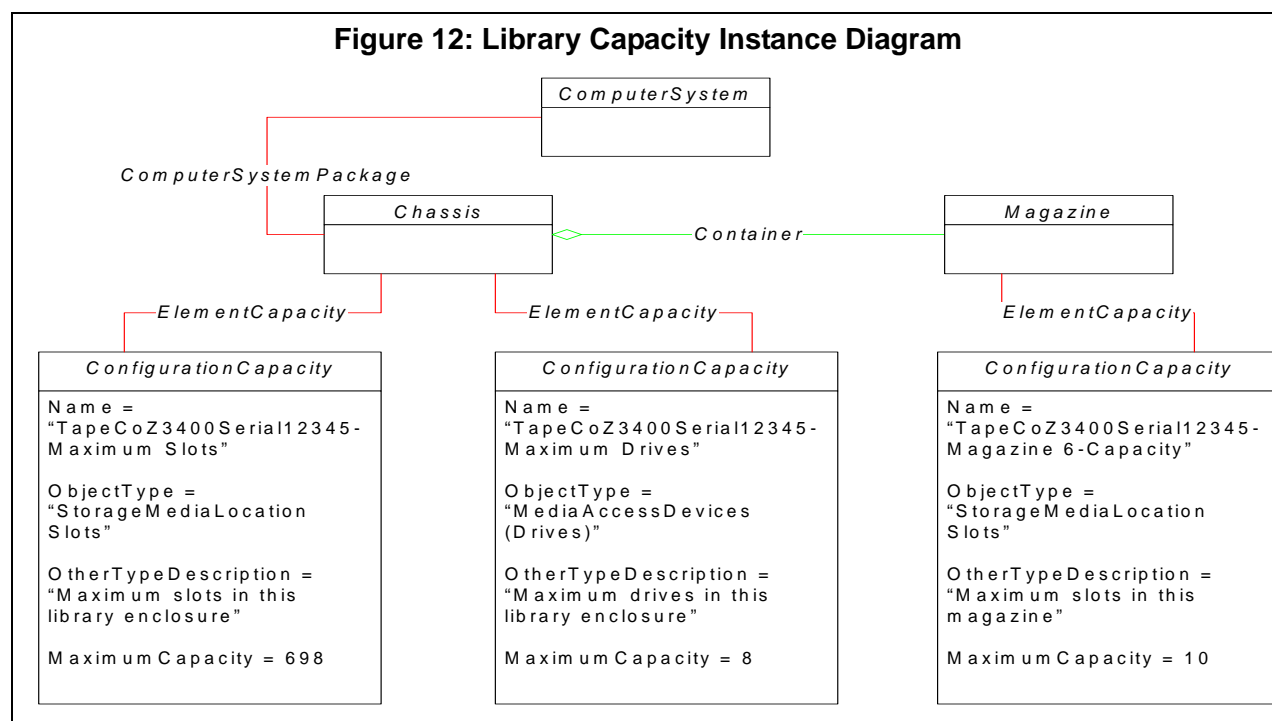 Figure 12: Library Capacity Instance Diagram
ComputerSystem
ComputerSystemPackage
Chassis
Container
Magazine
ElementCapacity
ElementCapacity
ElementCapacity
ConfigurationCapacity
Name =
“TapeCoZ3400Serial12345-
Maximum Slots”
ObjectType =
“StorageMediaLocation
Slots”
OtherTypeDescription =
“Maximum slots in this
library enclosure”
MaximumCapacity = 698
ConfigurationCapacity
Name =
“TapeCoZ3400Serial12345-
Maximum Drives”
ObjectType =
“MediaAccessDevices
(Drives)”
OtherTypeDescription =
“Maximum drives in this
library enclosure”
MaximumCapacity = 8
ConfigurationCapacity
Name =
“TapeCoZ3400Serial12345-
Magazine 6-Capacity”
ObjectType =
“StorageMediaLocation
Slots”
OtherTypeDescription =
“Maximum slots in this
magazine”
MaximumCapacity = 10